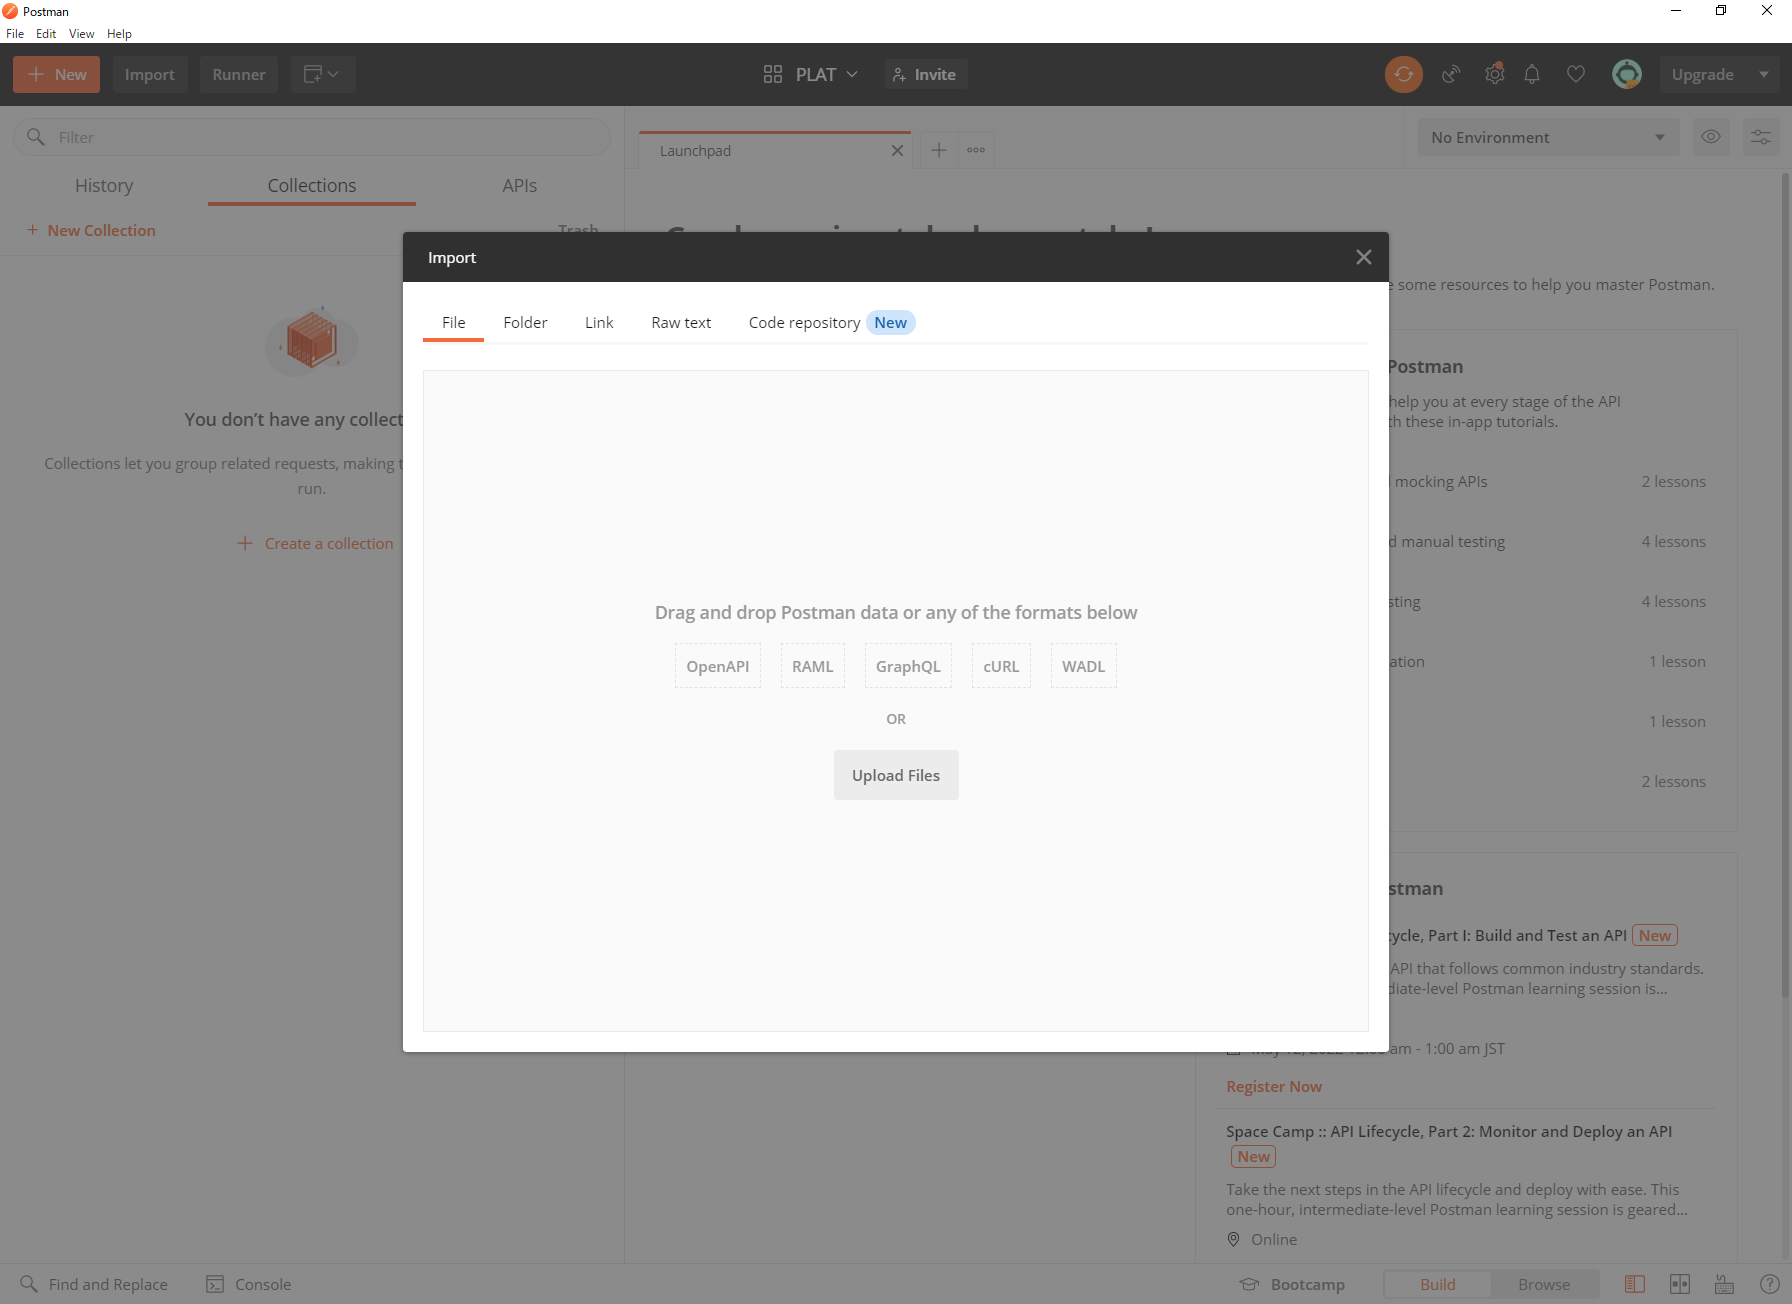 Postman
File Edit View Help
New Import Runner PLAT Invite Upgrade
Filter
History Collections APIs
New Collection Trash
You don't have any collect
Collections let you group related requests, making
run.
Create a collection
Launchpad
No Environment
some resources to help you master Postman.
Import
File Folder Link Raw text Code repository New
Drag and drop Postman data or any of the formats below
OpenAPI RAML GraphQL cURL WADL
OR
Upload Files
Postman
help you at every stage of the API
these in-app tutorials.
mocking APIs 2 lessons
manual testing 4 lessons
sting 4 lessons
ation 1 lesson
1 lesson
2 lessons
stman
ycle, Part I: Build and Test an API New
API that follows common industry standards.
diate-level Postman learning session is...
am - 1:00 am JST
Register Now
Space Camp :: API Lifecycle, Part 2: Monitor and Deploy an API
New
Take the next steps in the API lifecycle and deploy with ease. This
one-hour, intermediate-level Postman learning session is geared...
Online
Find and Replace Console Bootcamp Build Browse